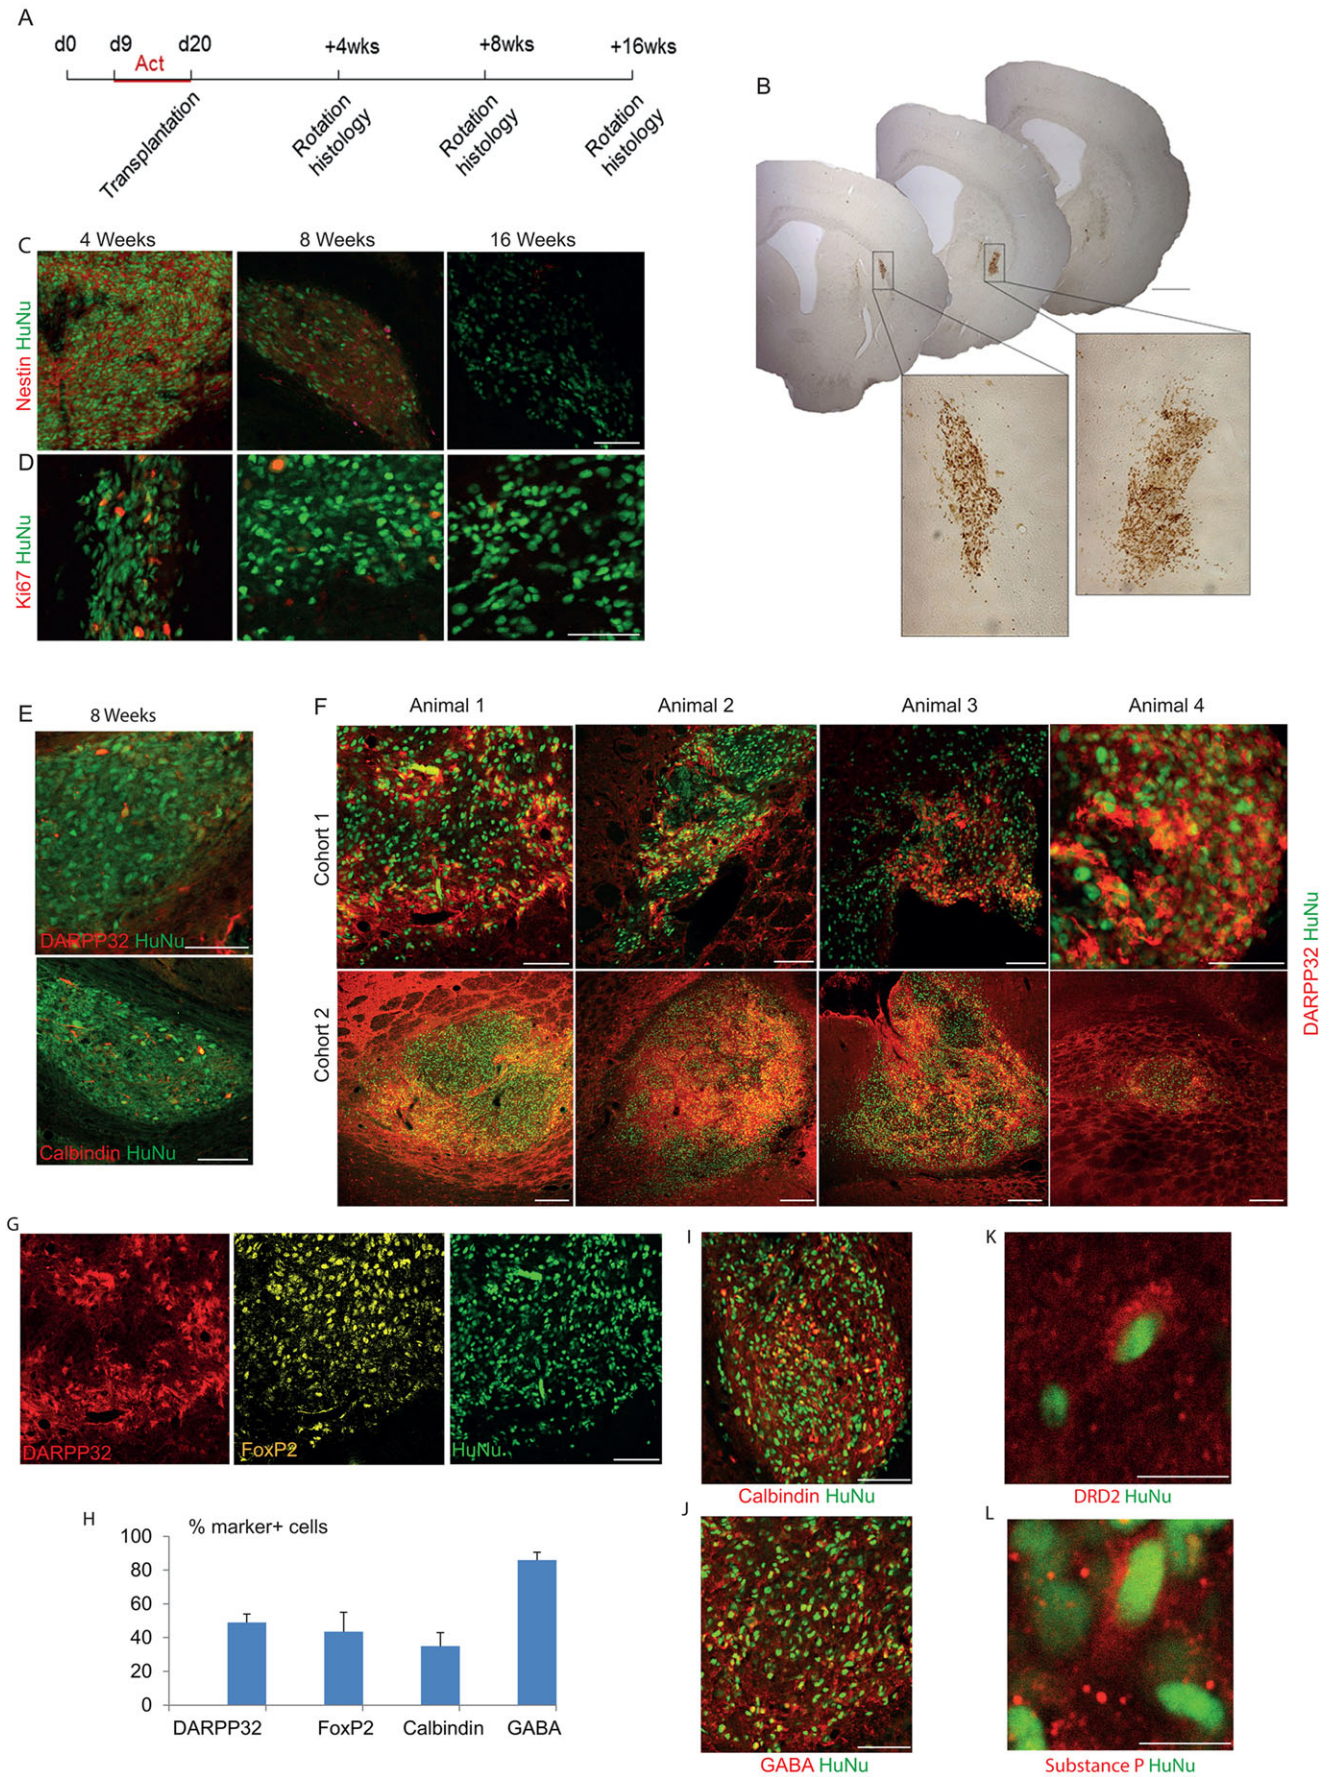 A
d0 d9 d20 +4wks +8wks +16wks
Act
Transplantation
Rotation
histology
Rotation
histology
Rotation
histology
B
C
4 Weeks 8 Weeks 16 Weeks
Nestin HuNu
D
Ki67 HuNu
E
8 Weeks
DARPP32 HuNu
Calbindin HuNu
F
Animal 1 Animal 2 Animal 3 Animal 4
Cohort 1
Cohort 2
DARPP32 HuNu
G
DARPP32
FoxP2
HuNu
H
% marker+ cells
100
80
60
40
20
0
DARPP32 FoxP2 Calbindin GABA
I
Calbindin HuNu
J
GABA HuNu
K
DRD2 HuNu
L
Substance P HuNu